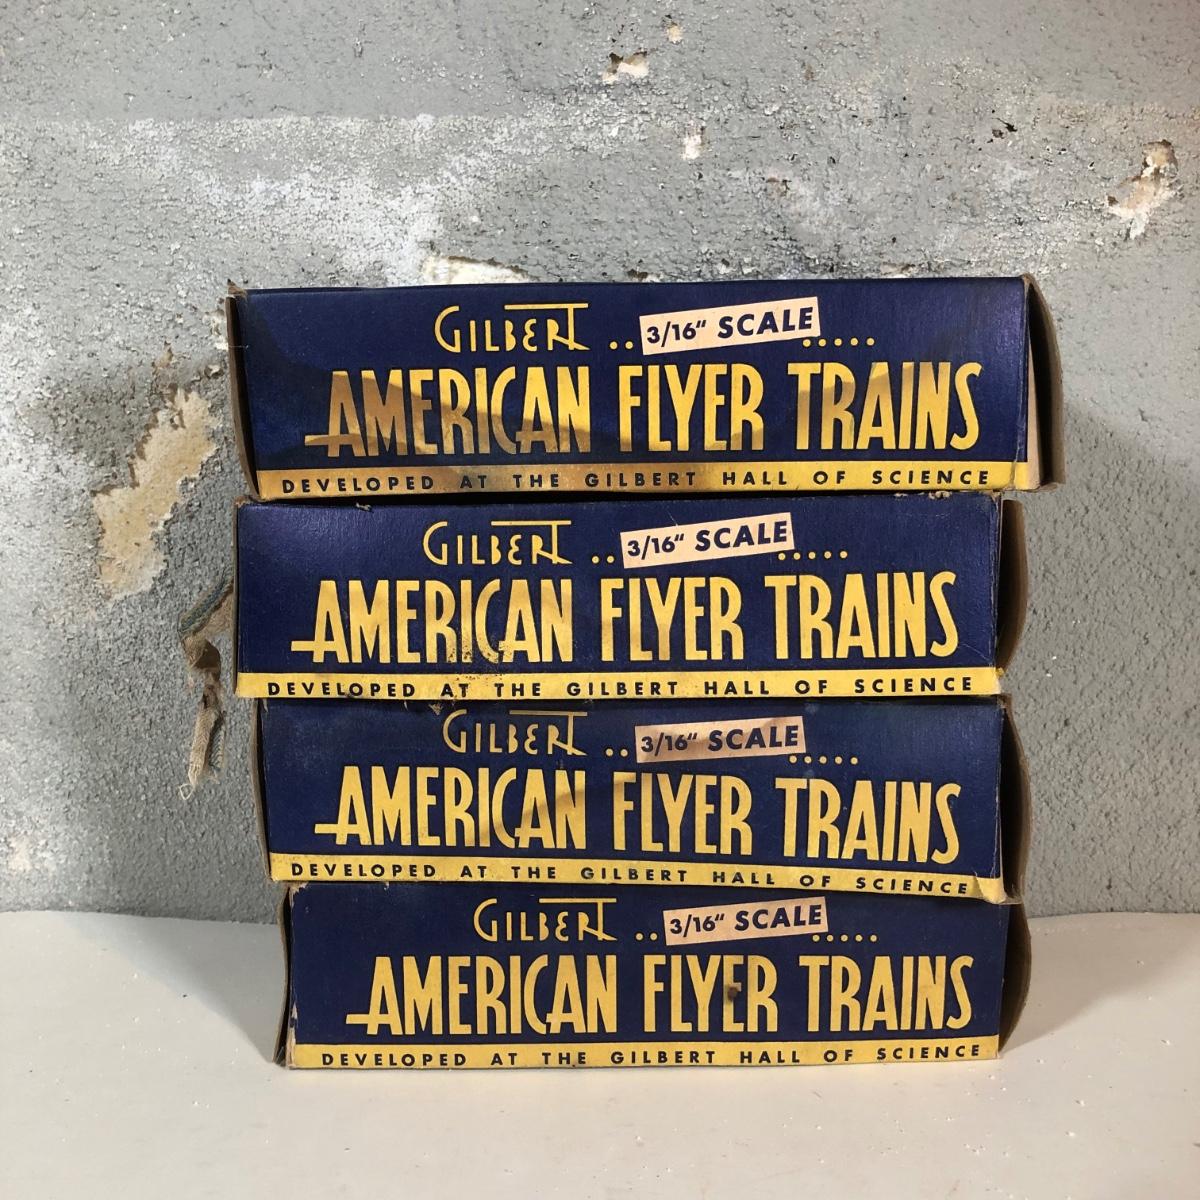 GILBERT .. 3/16" SCALE .....
AMERICAN FLYER TRAINS
DEVELOPED AT THE GILBERT HALL OF SCIENCE
GILBERT .. 3/16" SCALE .....
AMERICAN FLYER TRAINS
DEVELOPED AT THE GILBERT HALL OF SCIENCE
GILBERT .. 3/16" SCALE .....
AMERICAN FLYER TRAINS
DEVELOPED AT THE GILBERT HALL OF SCIENCE
GILBERT .. 3/16" SCALE .....
AMERICAN FLYER TRAINS
DEVELOPED AT THE GILBERT HALL OF SCIENCE